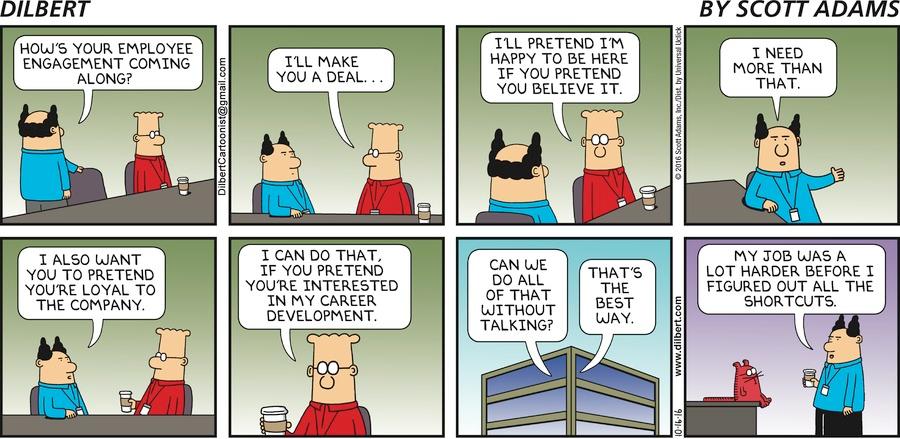 DILBERT
BY SCOTT ADAMS
HOW'S YOUR EMPLOYEE
ENGAGEMENT COMING
ALONG?
DilbertCartoonist@gmail.com
I'LL MAKE
YOU A DEAL...
I'LL PRETEND I'M
HAPPY TO BE HERE
IF YOU PRETEND
YOU BELIEVE IT.
© 2016 Scott Adams, Inc./Dist. by Universal Uclick
I NEED
MORE THAN
THAT.
I ALSO WANT
YOU TO PRETEND
YOU'RE LOYAL TO
THE COMPANY.
I CAN DO THAT,
IF YOU PRETEND
YOU'RE INTERESTED
IN MY CAREER
DEVELOPMENT.
CAN WE
DO ALL
OF THAT
WITHOUT
TALKING?
THAT'S
THE
BEST
WAY.
10-16-16
www.dilbert.com
MY JOB WAS A
LOT HARDER BEFORE I
FIGURED OUT ALL THE
SHORTCUTS.